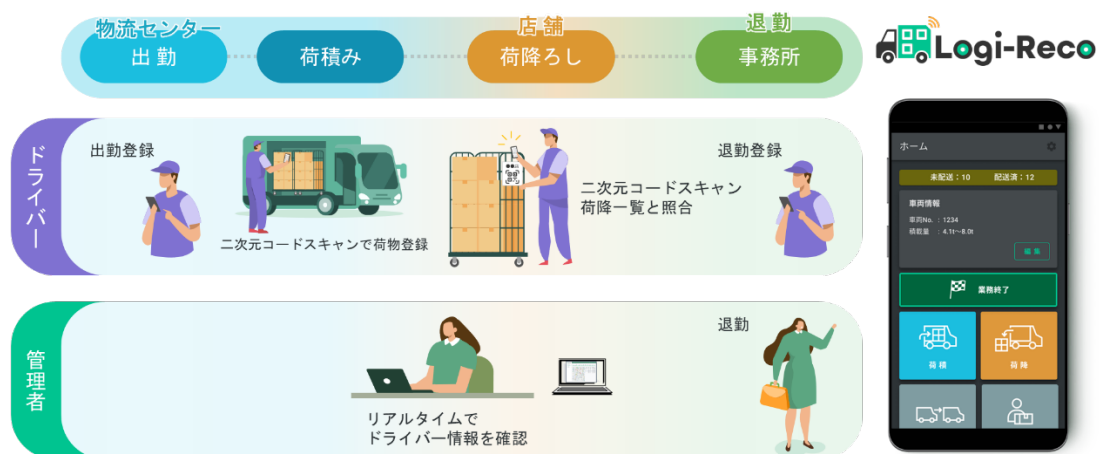 物流センター
出勤
荷積み
店舗
荷降ろし
退勤
事務所
Logi-Reco
ドライバー
出勤登録
二次元コードスキャンで荷物登録
二次元コードスキャン
荷降一覧と照合
退勤登録
管理者
リアルタイムで
ドライバー情報を確認
退勤
ホーム
未配送：10 配送済：12
車両情報
車両No. ：1234
積載量 ：4.1t～8.0t
編集
業務終了
荷積
荷降